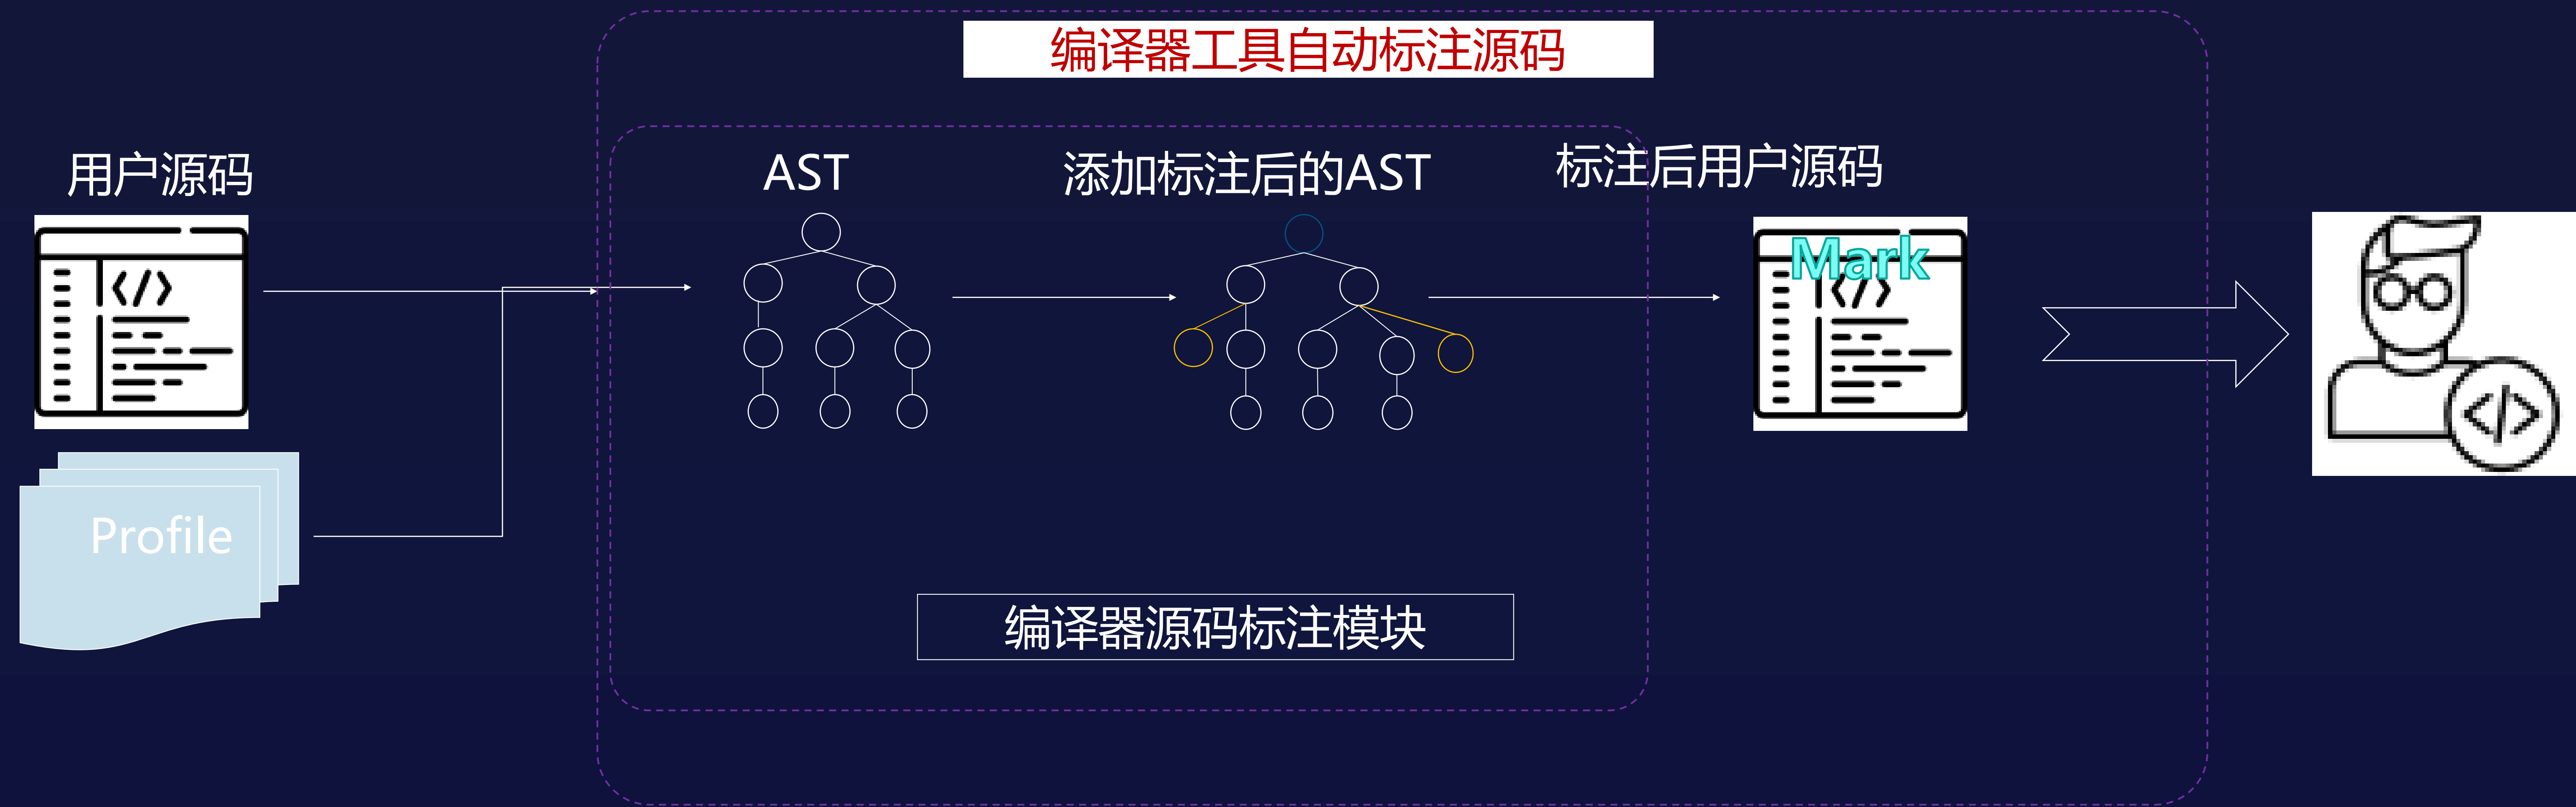 编译器工具自动标注源码
用户源码
AST
添加标注后的AST
标注后用户源码
</>
Mark
</>
</>
Profile
编译器源码标注模块